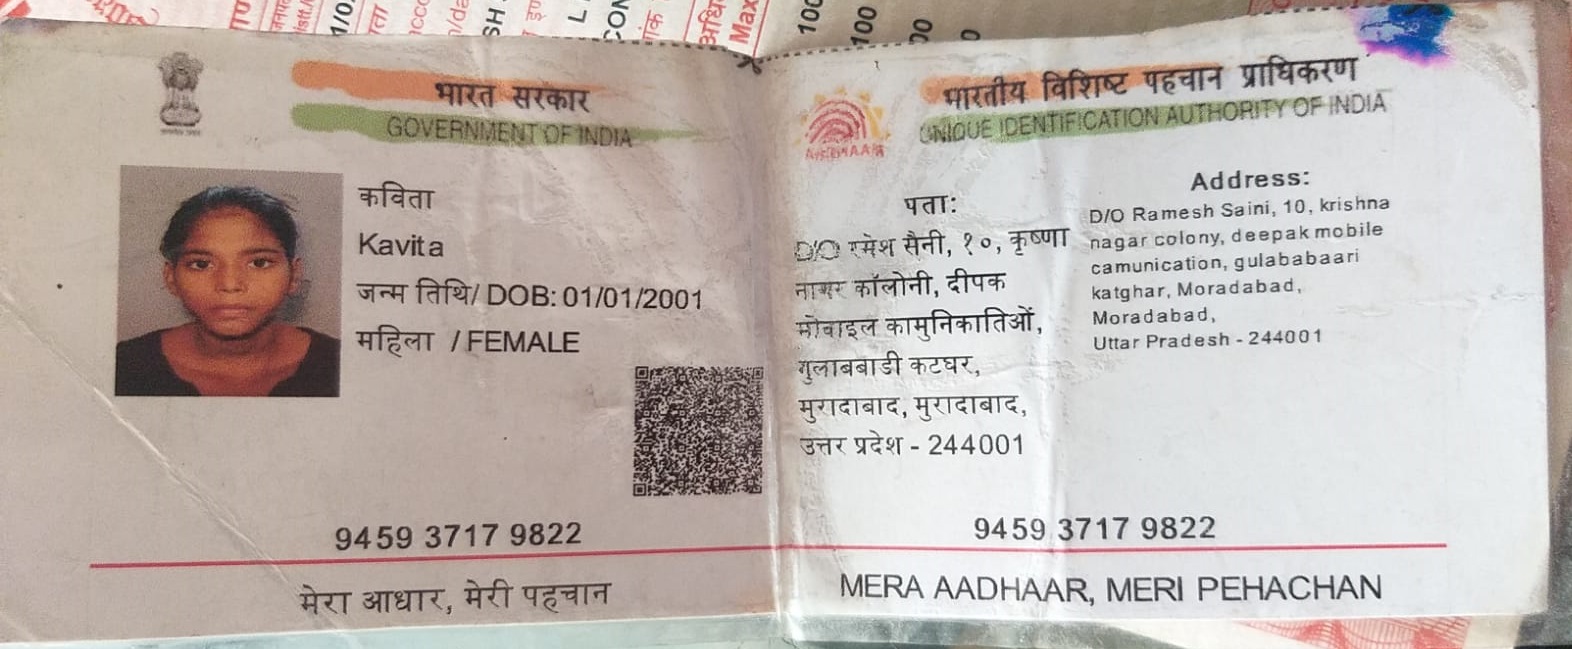 भारत सरकार
GOVERNMENT OF INDIA
कविता
Kavita
जन्म तिथि/ DOB: 01/01/2001
महिला / FEMALE
9459 3717 9822
मेरा आधार, मेरी पहचान
भारतीय विशिष्ट पहचान प्राधिकरण
UNIQUE IDENTIFICATION AUTHORITY OF INDIA
AADHAAR
पता:
D/O रमेश सैनी, १०, कृष्णा
नागर कॉलोनी, दीपक
मोबाइल कामुनिकातिओं,
गुलाबबाडी कटघर,
मुरादाबाद, मुरादाबाद,
उत्तर प्रदेश - 244001
Address:
D/O Ramesh Saini, 10, krishna
nagar colony, deepak mobile
camunication, gulababaari
katghar, Moradabad,
Moradabad,
Uttar Pradesh - 244001
9459 3717 9822
MERA AADHAAR, MERI PEHACHAN